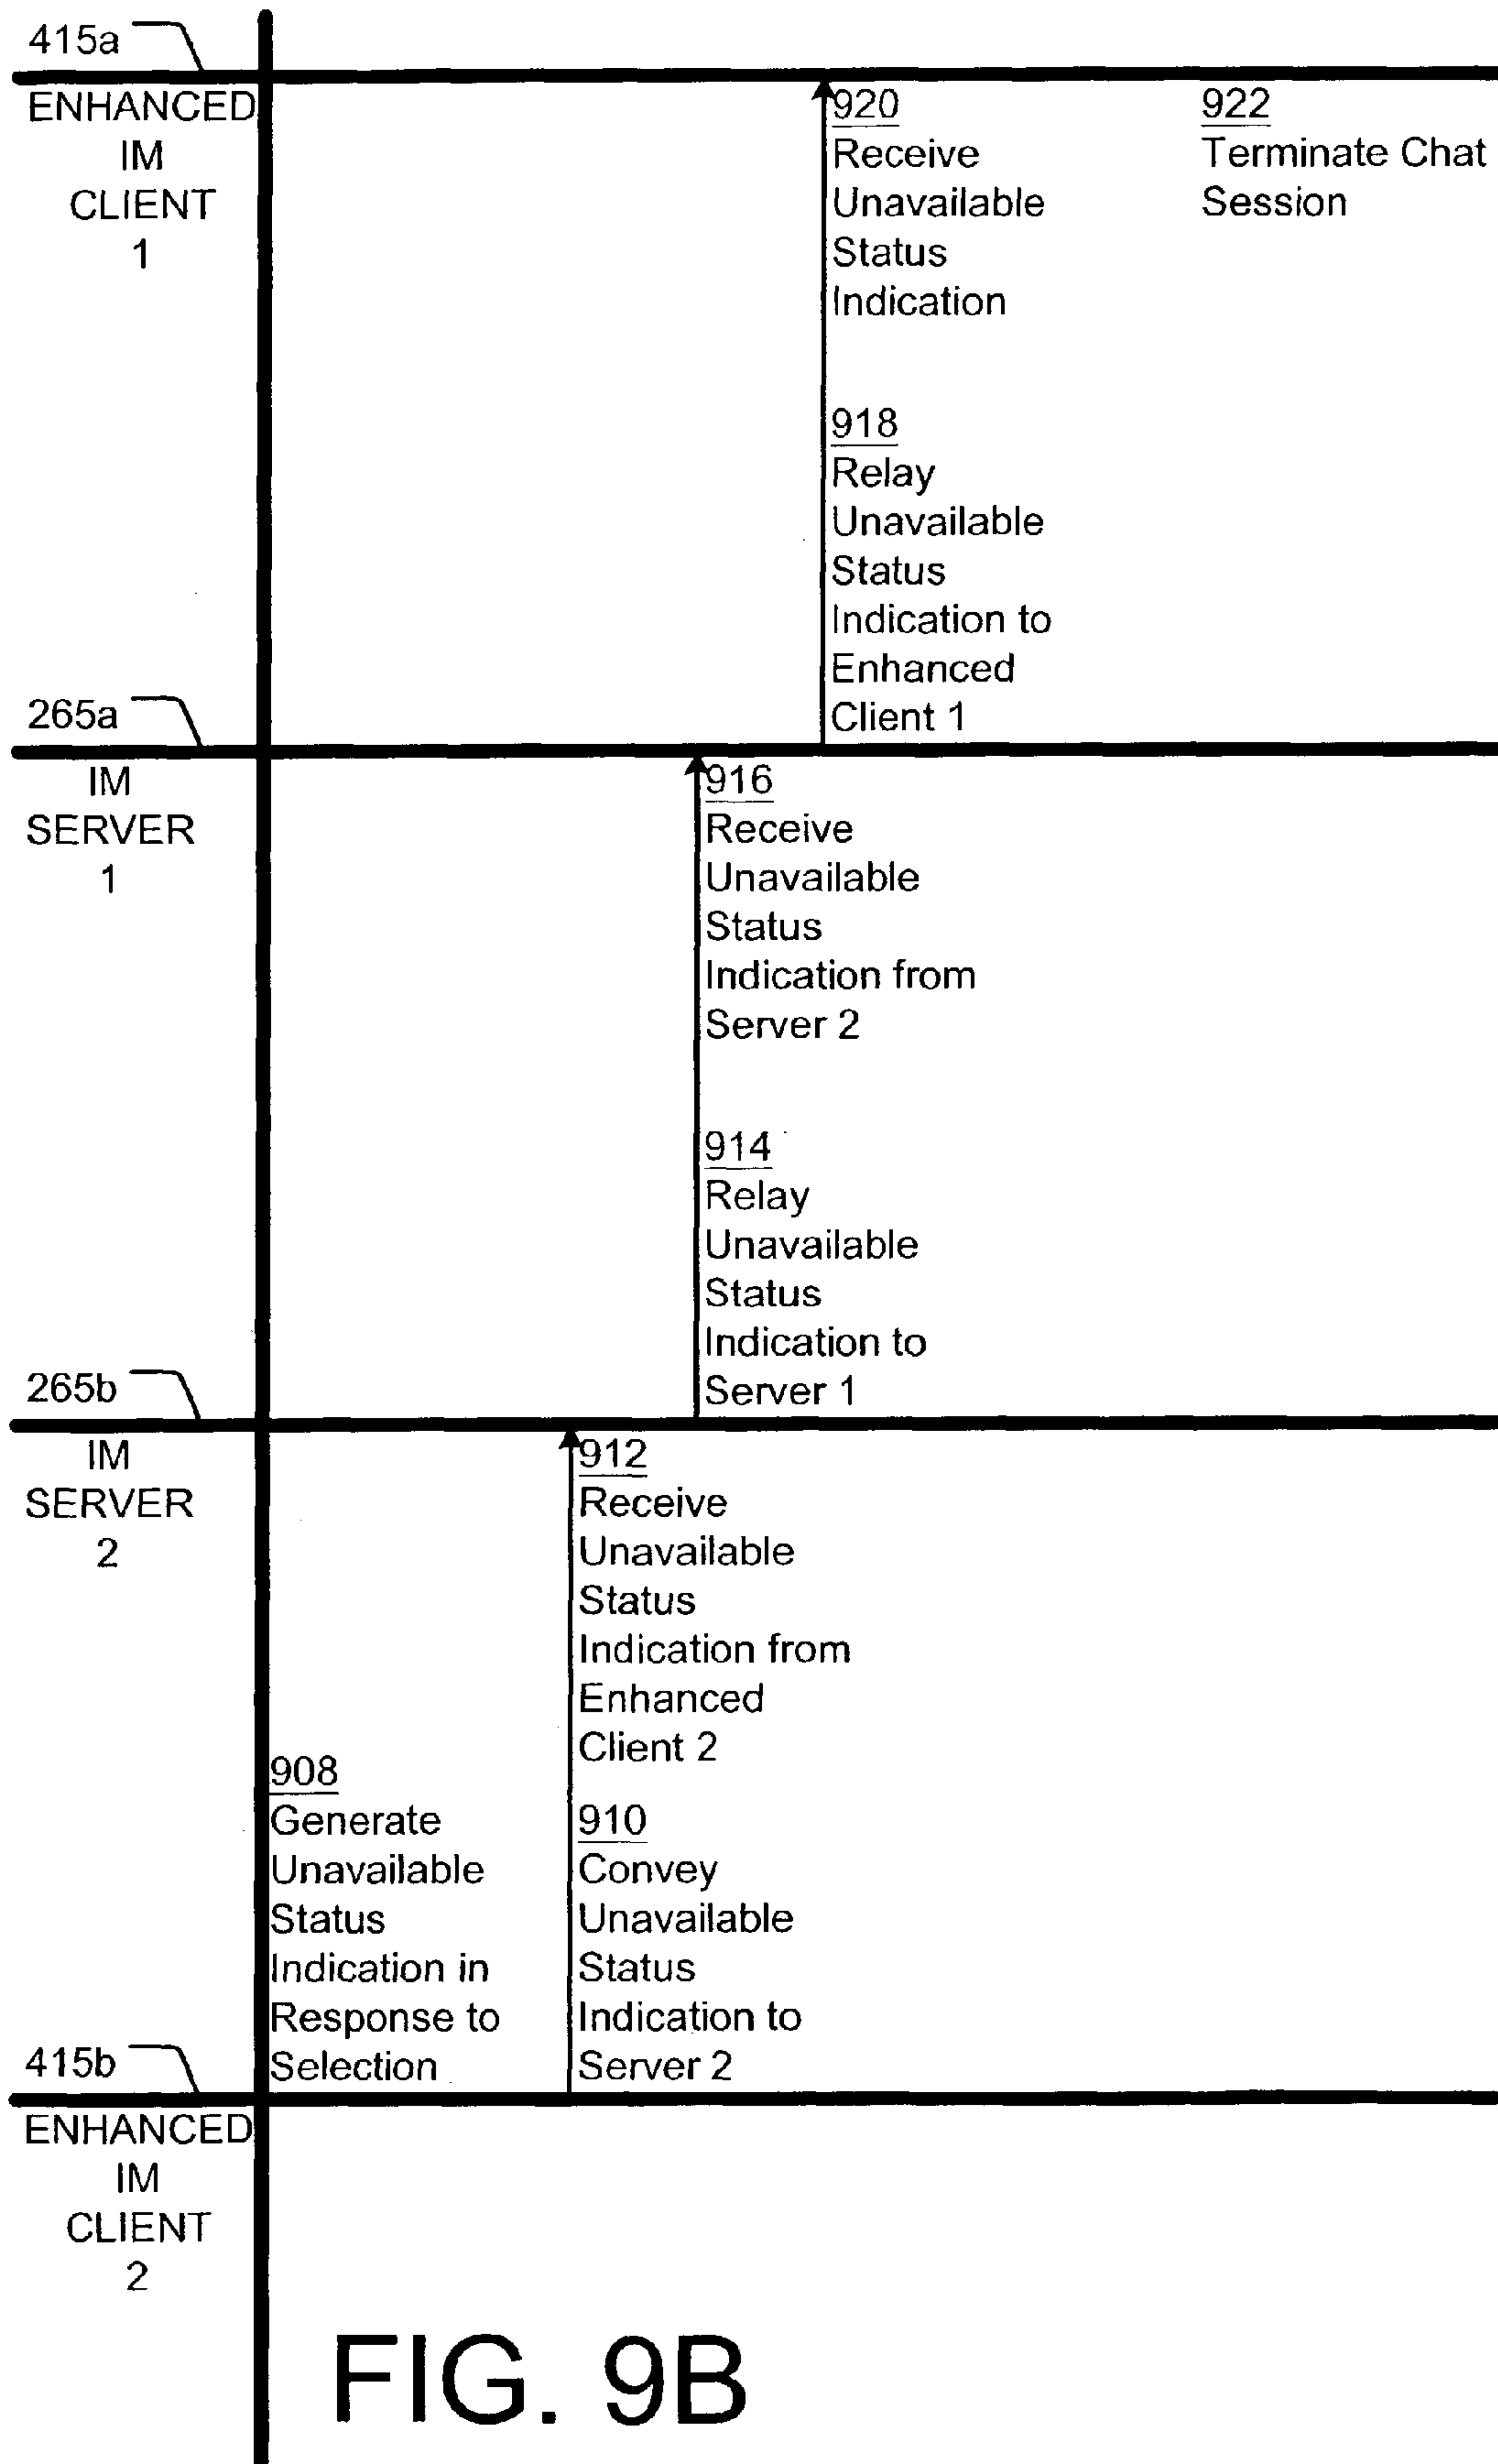 415a
ENHANCED
IM
CLIENT
1
920
Receive
Unavailable
Status
Indication
922
Terminate Chat
Session
918
Relay
Unavailable
Status
Indication to
Enhanced
Client 1
265a
IM
SERVER
1
916
Receive
Unavailable
Status
Indication from
Server 2
914
Relay
Unavailable
Status
Indication to
Server 1
265b
IM
SERVER
2
912
Receive
Unavailable
Status
Indication from
Enhanced
Client 2
908
Generate
Unavailable
Status
Indication in
Response to
Selection
910
Convey
Unavailable
Status
Indication to
Server 2
415b
ENHANCED
IM
CLIENT
2
FIG. 9B